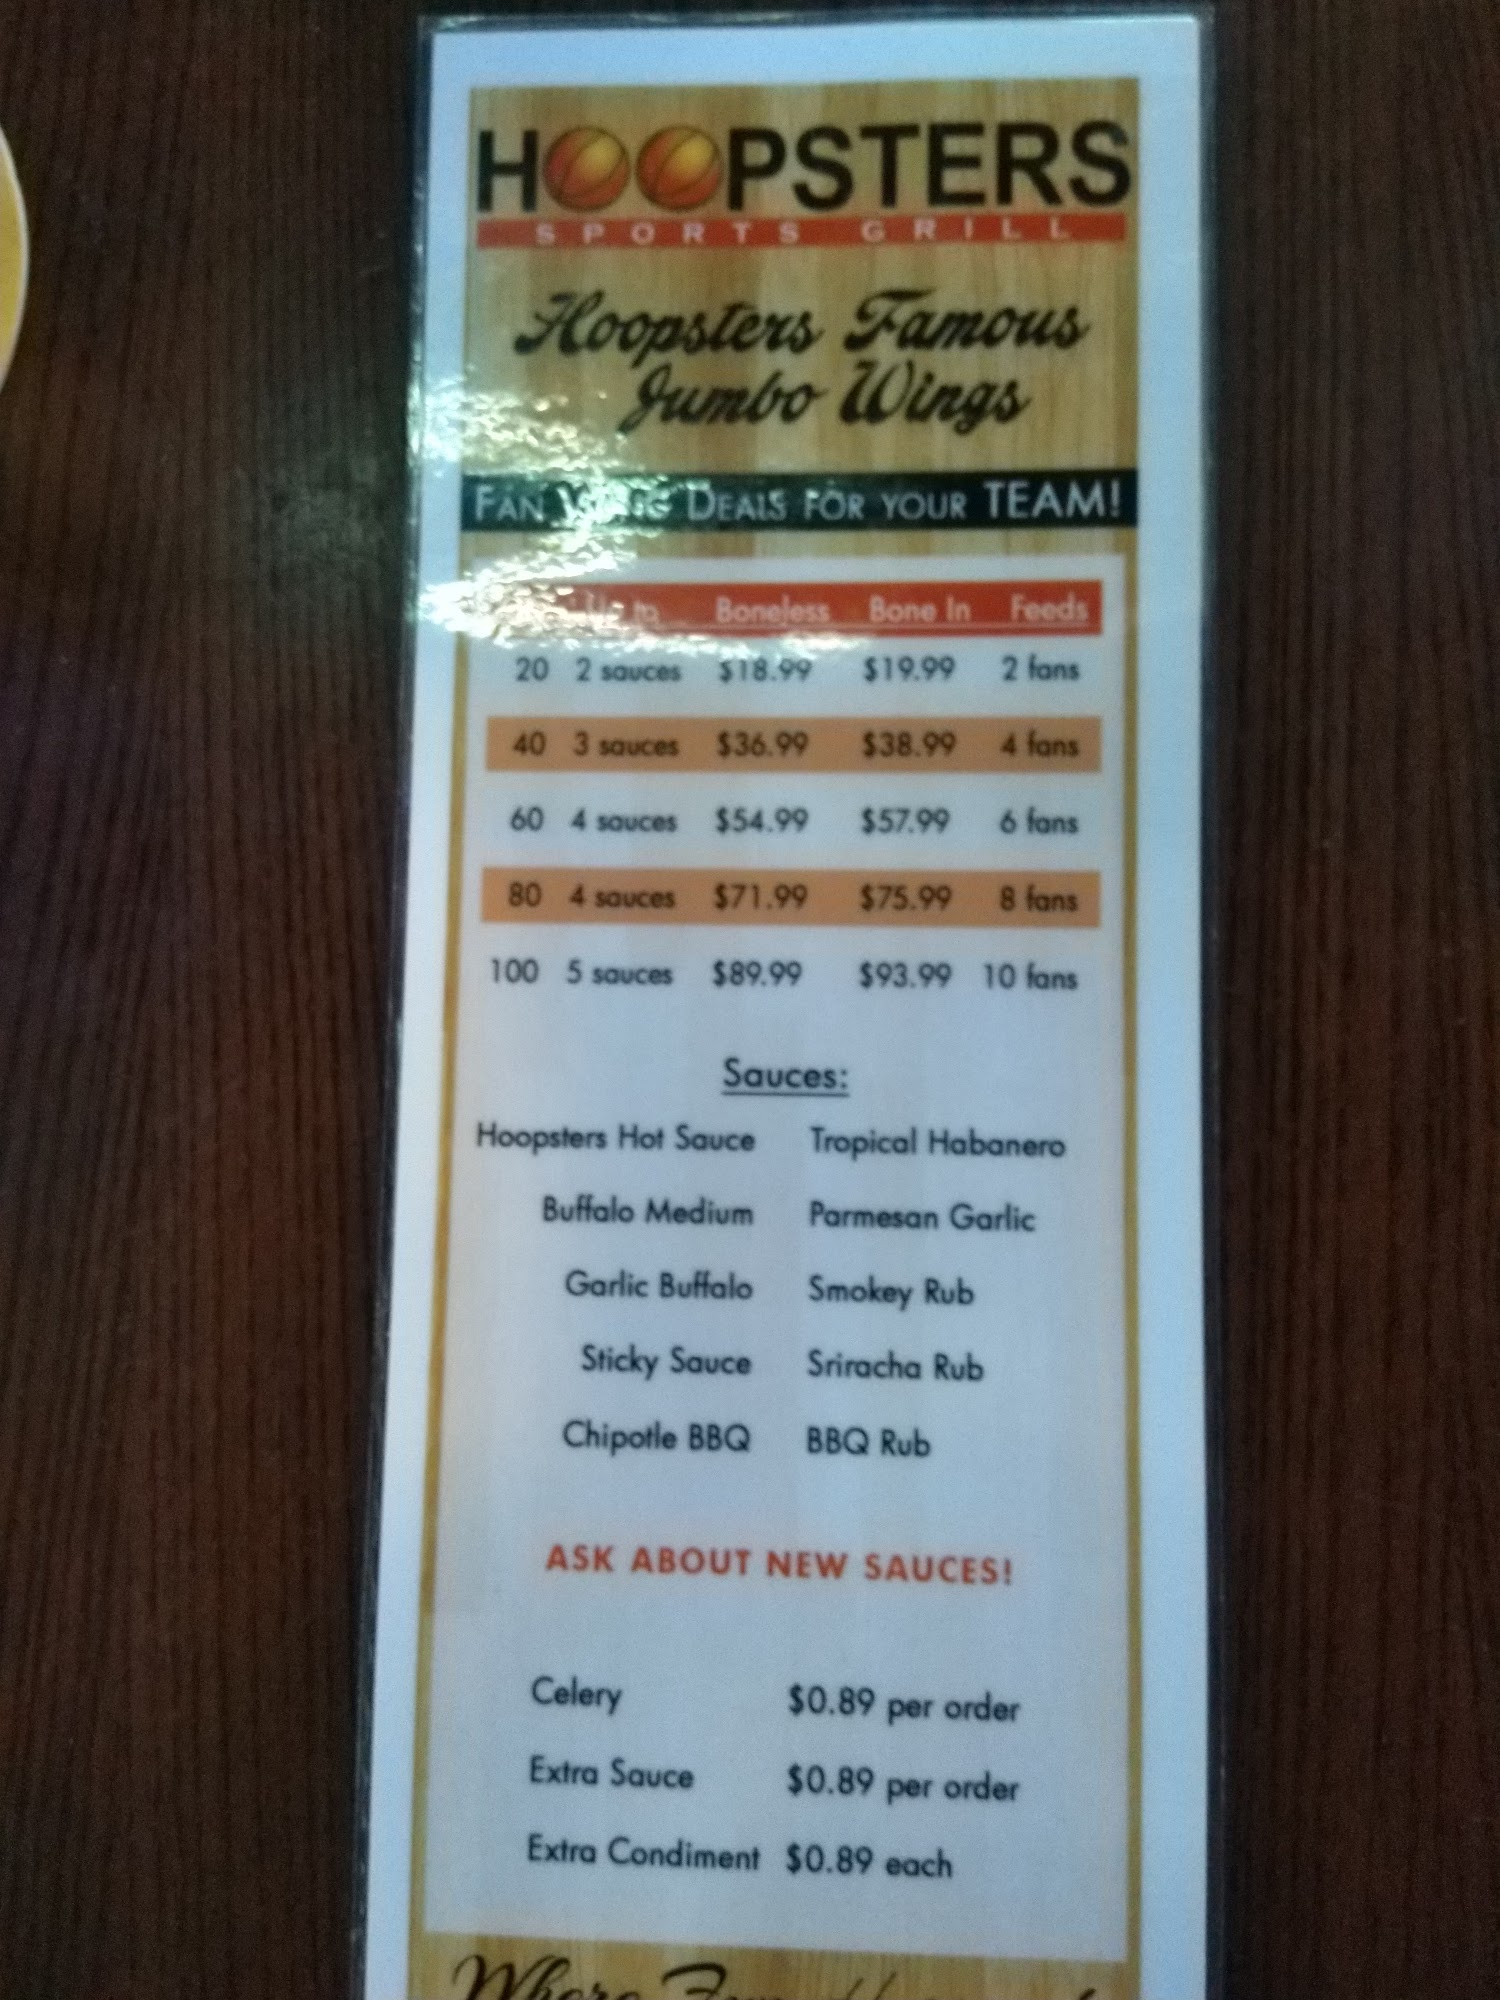 HOOPSTERS
SPORTS GRILL
Hoopsters Famous
Jumbo Wings
FAN WING DEALS FOR YOUR TEAM!
Up to Boneless Bone In Feeds
20 2 sauces $18.99 $19.99 2 fans
40 3 sauces $36.99 $38.99 4 fans
60 4 sauces $54.99 $57.99 6 fans
80 4 sauces $71.99 $75.99 8 fans
100 5 sauces $89.99 $93.99 10 fans
Sauces:
Hoopsters Hot Sauce Tropical Habanero
Buffalo Medium Parmesan Garlic
Garlic Buffalo Smokey Rub
Sticky Sauce Sriracha Rub
Chipotle BBQ BBQ Rub
ASK ABOUT NEW SAUCES!
Celery $0.89 per order
Extra Sauce $0.89 per order
Extra Condiment $0.89 each
Where